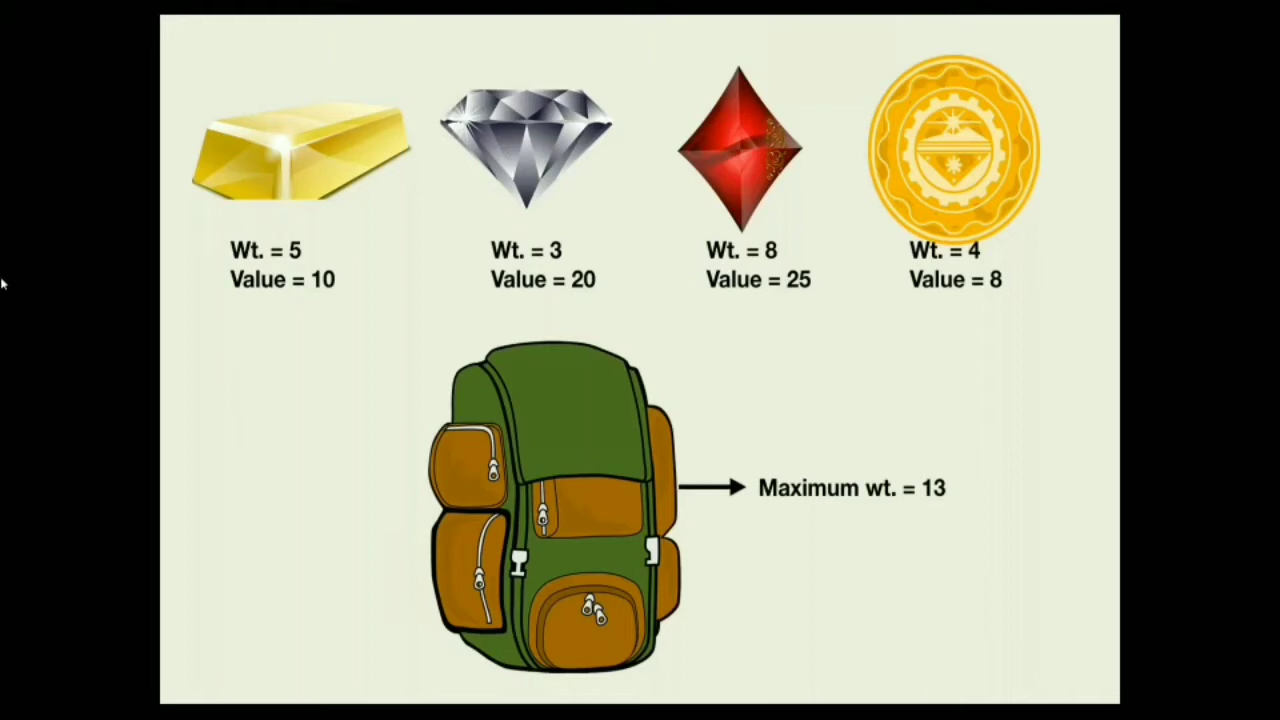 Wt. = 5
Value = 10
Wt. = 3
Value = 20
Wt. = 8
Value = 25
Wt. = 4
Value = 8
Maximum wt. = 13